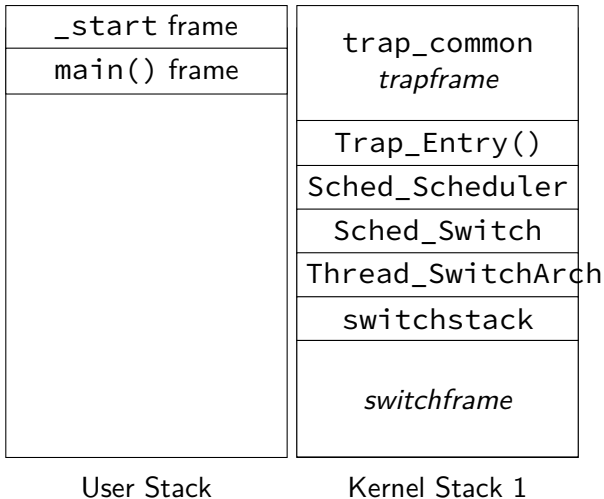 _start frame
main() frame
User Stack
trap_common
trapframe
Trap_Entry()
Sched_Scheduler
Sched_Switch
Thread_SwitchArch
switchstack
switchframe
Kernel Stack 1